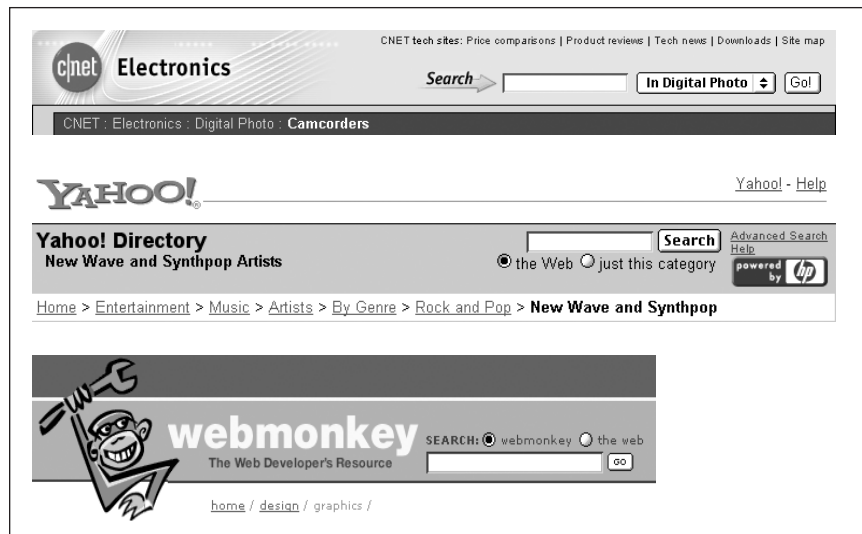 CNET tech sites: Price comparisons | Product reviews | Tech news | Downloads | Site map
c|net Electronics
Search In Digital Photo Go!
CNET : Electronics : Digital Photo : Camcorders
YAHOO!® Yahoo! - Help
Yahoo! Directory Search Advanced Search
New Wave and Synthpop Artists the Web just this category Help
powered by hp
Home > Entertainment > Music > Artists > By Genre > Rock and Pop > New Wave and Synthpop
webmonkey SEARCH: webmonkey the web
The Web Developer's Resource GO
home / design / graphics /